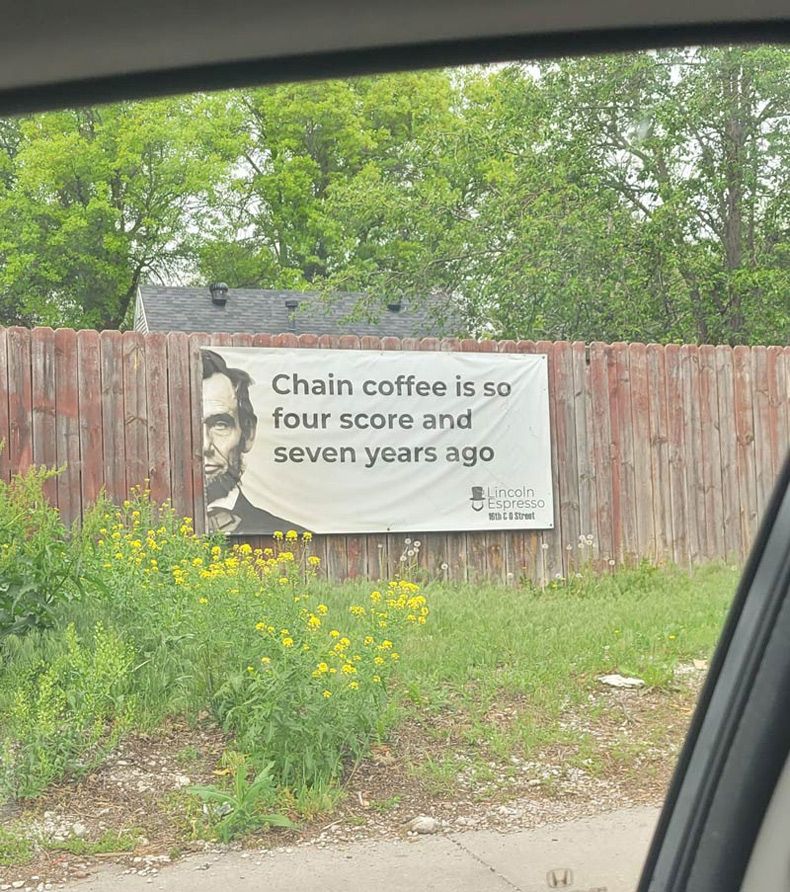 Chain coffee is so
four score and
seven years ago
Lincoln
Espresso
16th & O Street